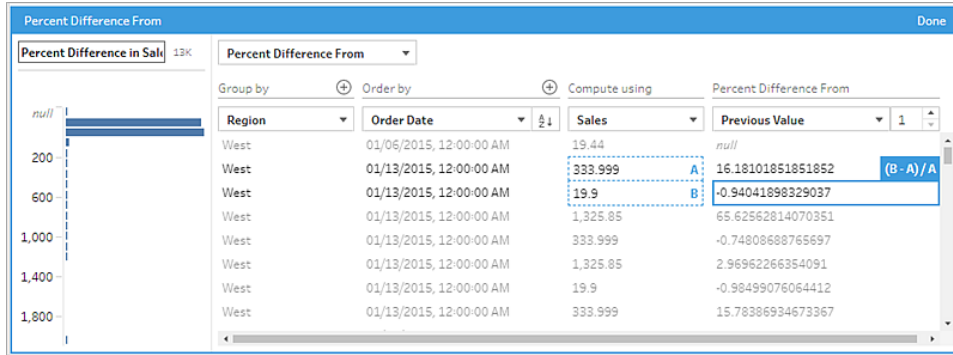 Percent Difference From Done
Percent Difference in Sale 13K Percent Difference From
Group by Order by Compute using Percent Difference From
Region Order Date Sales Previous Value 1
null
West 01/06/2015, 12:00:00 AM 19.44 null
West 01/13/2015, 12:00:00 AM 333.999 A 16.18101851851852 (B - A) / A
200
West 01/13/2015, 12:00:00 AM 19.9 B -0.94041898329037
600
West 01/13/2015, 12:00:00 AM 1,325.85 65.62562814070351
1,000
West 01/13/2015, 12:00:00 AM 333.999 -0.74808688765697
West 01/13/2015, 12:00:00 AM 1,325.85 2.96962266354091
1,400
West 01/13/2015, 12:00:00 AM 19.9 -0.98499076064412
1,800
West 01/13/2015, 12:00:00 AM 333.999 15.78386934673367